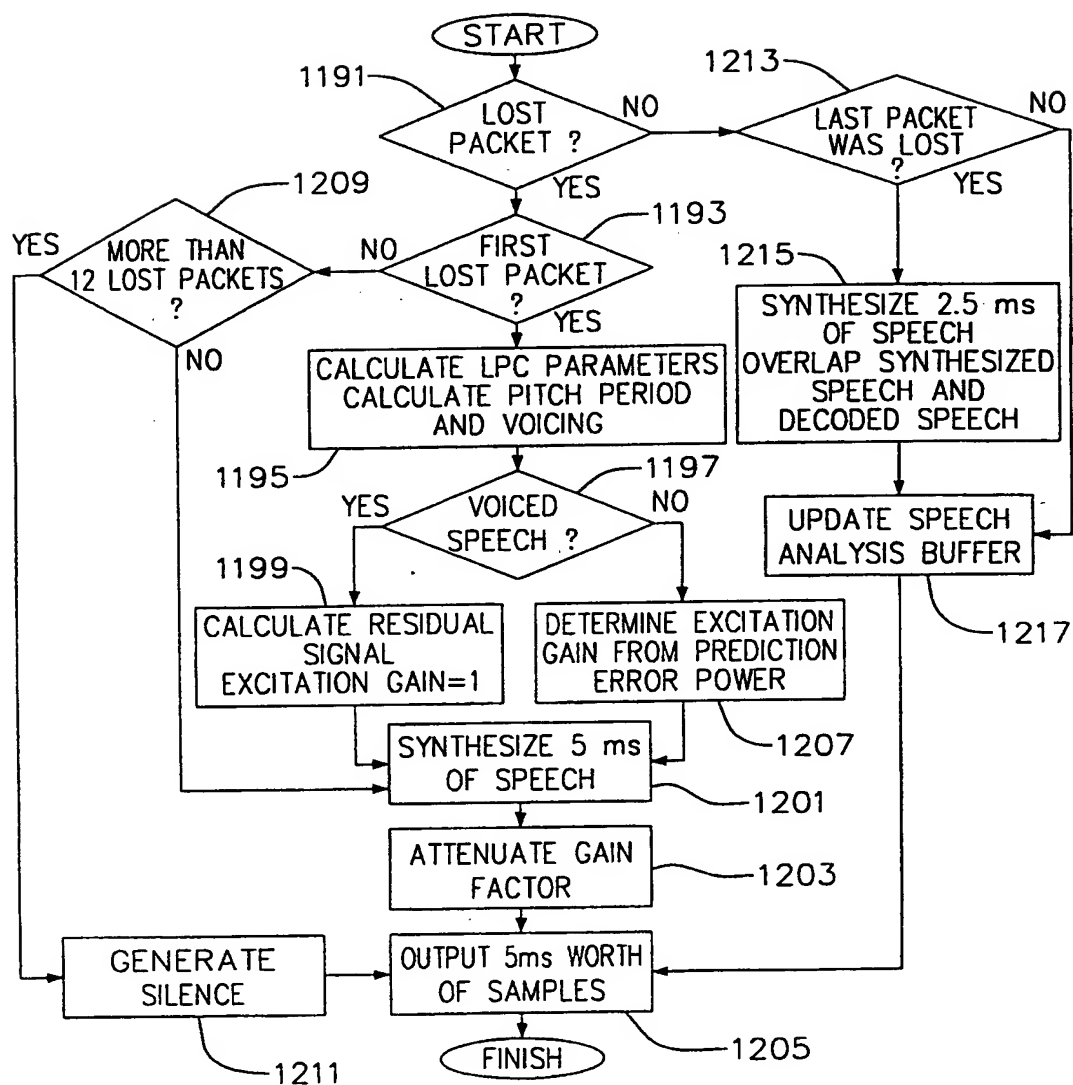 START
1191
1213
LOST
PACKET ?
NO
LAST PACKET
WAS LOST
?
NO
YES
YES
1209
1193
YES
MORE THAN
12 LOST PACKETS
?
NO
FIRST
LOST PACKET
?
YES
NO
1215
SYNTHESIZE 2.5 ms
OF SPEECH
OVERLAP SYNTHESIZED
SPEECH AND
DECODED SPEECH
CALCULATE LPC PARAMETERS
CALCULATE PITCH PERIOD
AND VOICING
1195
1197
YES
VOICED
SPEECH ?
NO
UPDATE SPEECH
ANALYSIS BUFFER
1217
1199
CALCULATE RESIDUAL
SIGNAL
EXCITATION GAIN=1
DETERMINE EXCITATION
GAIN FROM PREDICTION
ERROR POWER
1207
SYNTHESIZE 5 ms
OF SPEECH
1201
ATTENUATE GAIN
FACTOR
1203
GENERATE
SILENCE
1211
OUTPUT 5ms WORTH
OF SAMPLES
1205
FINISH